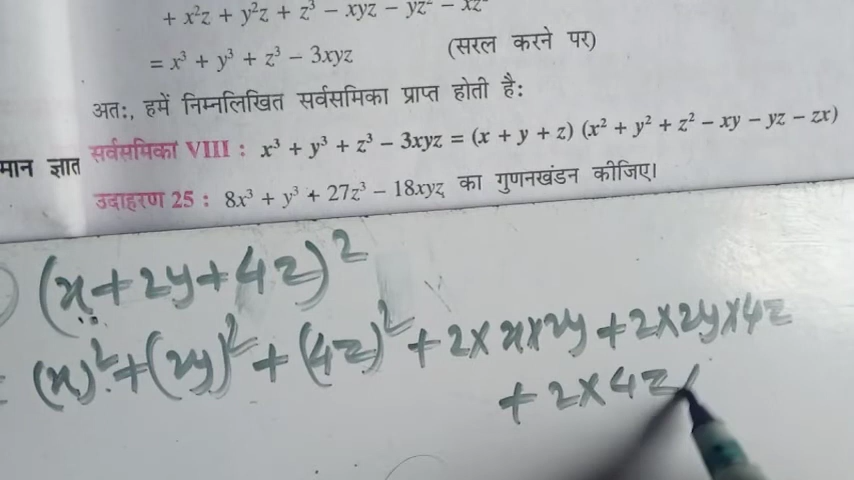 + x²z + y²z + z³ − xyz − yz² − xz²
= x³ + y³ + z³ − 3xyz (सरल करने पर)
अतः, हमें निम्नलिखित सर्वसमिका प्राप्त होती है:
मान ज्ञात सर्वसमिका VIII : x³ + y³ + z³ − 3xyz = (x + y + z) (x² + y² + z² − xy − yz − zx)
उदाहरण 25 : 8x³ + y³ + 27z³ − 18xyz का गुणनखंडन कीजिए।
(x+2y+4z)²
(x)²+(2y)²+(4z)²+2×x×2y+2×2y×4z
+2×4z